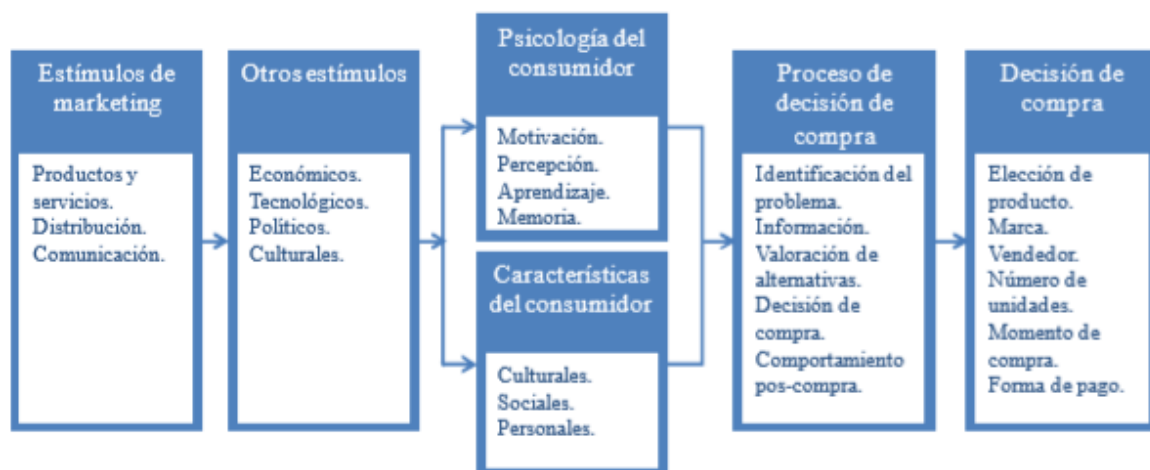 Estímulos de
marketing
Productos y
servicios.
Distribución.
Comunicación.
Otros estímulos
Económicos.
Tecnológicos.
Políticos.
Culturales.
Psicología del
consumidor
Motivación.
Percepción.
Aprendizaje.
Memoria.
Características
del consumidor
Culturales.
Sociales.
Personales.
Proceso de
decisión de
compra
Identificación del
problema.
Información.
Valoración de
alternativas.
Decisión de
compra.
Comportamiento
pos-compra.
Decisión de
compra
Elección de
producto.
Marca.
Vendedor.
Número de
unidades.
Momento de
compra.
Forma de pago.